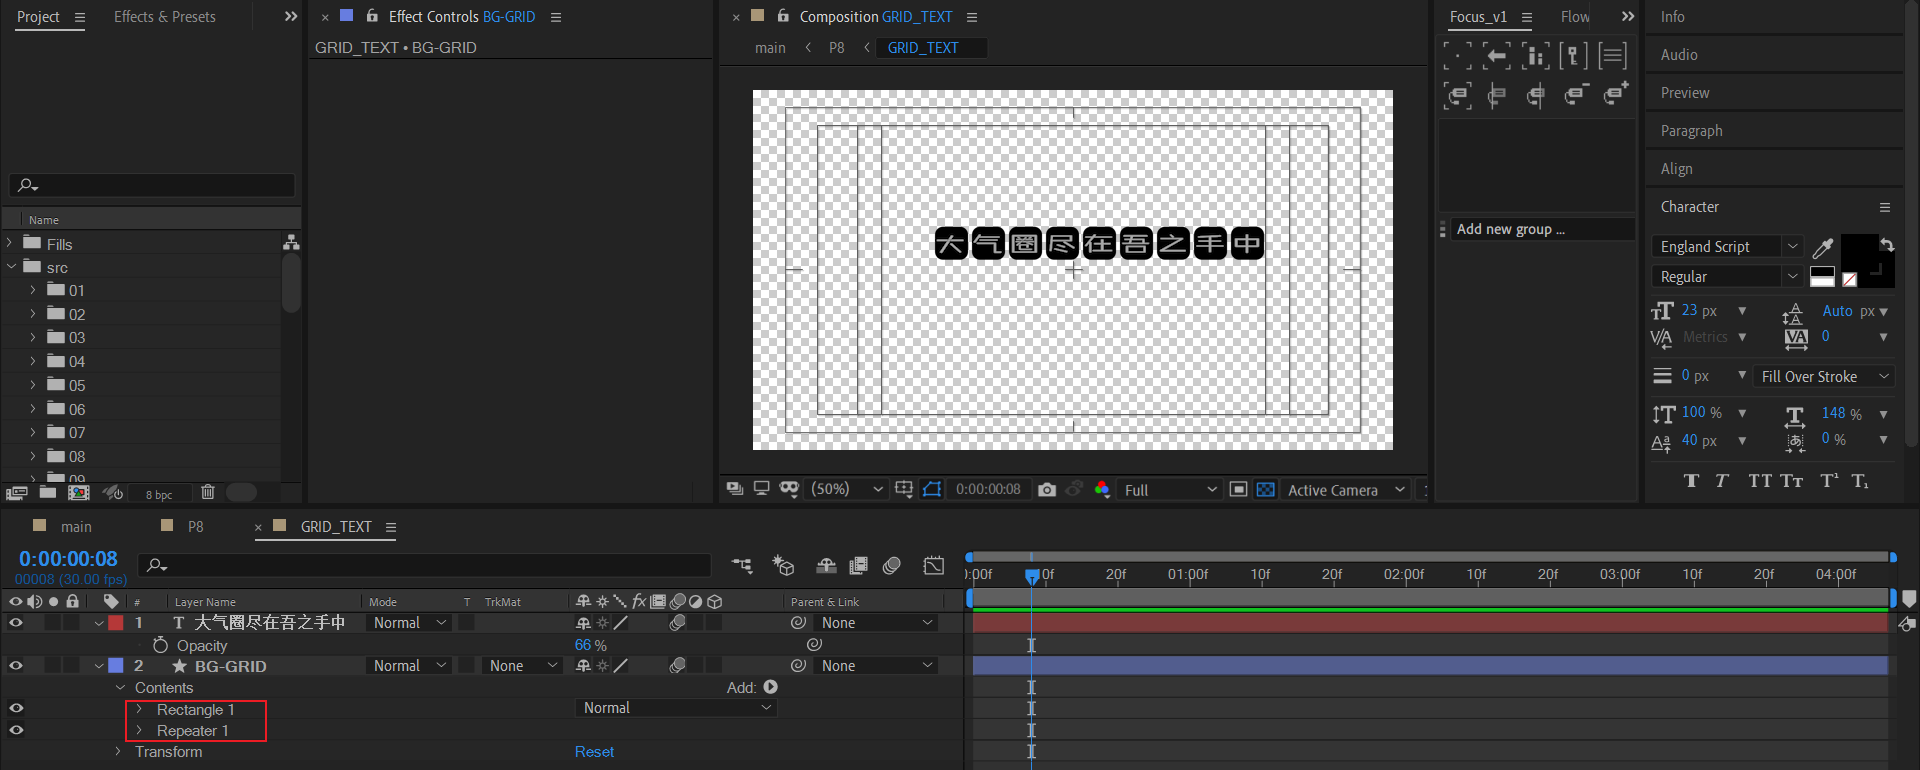 Project
Effects & Presets
Effect Controls BG-GRID
Composition GRID_TEXT
Focus_v1
Flow
Info
GRID_TEXT • BG-GRID
main
P8
GRID_TEXT
Audio
Preview
Paragraph
Align
Character
大气圈尽在吾之手中
Name
Fills
src
01
02
03
04
05
06
07
08
09
Add new group ...
England Script
Regular
23 px
Auto px
Metrics
0
0 px
Fill Over Stroke
100 %
148 %
40 px
0 %
8 bpc
(50%)
0:00:00:08
Full
Active Camera
main
P8
GRID_TEXT
0:00:00:08
00008 (30.00 fps)
):00f
0f
20f
01:00f
10f
20f
02:00f
10f
20f
03:00f
10f
20f
04:00f
#
Layer Name
Mode
T
TrkMat
Parent & Link
1
T
大气圈尽在吾之手中
Normal
None
Opacity
66 %
2
BG-GRID
Normal
None
None
Contents
Add:
Rectangle 1
Normal
Repeater 1
Transform
Reset